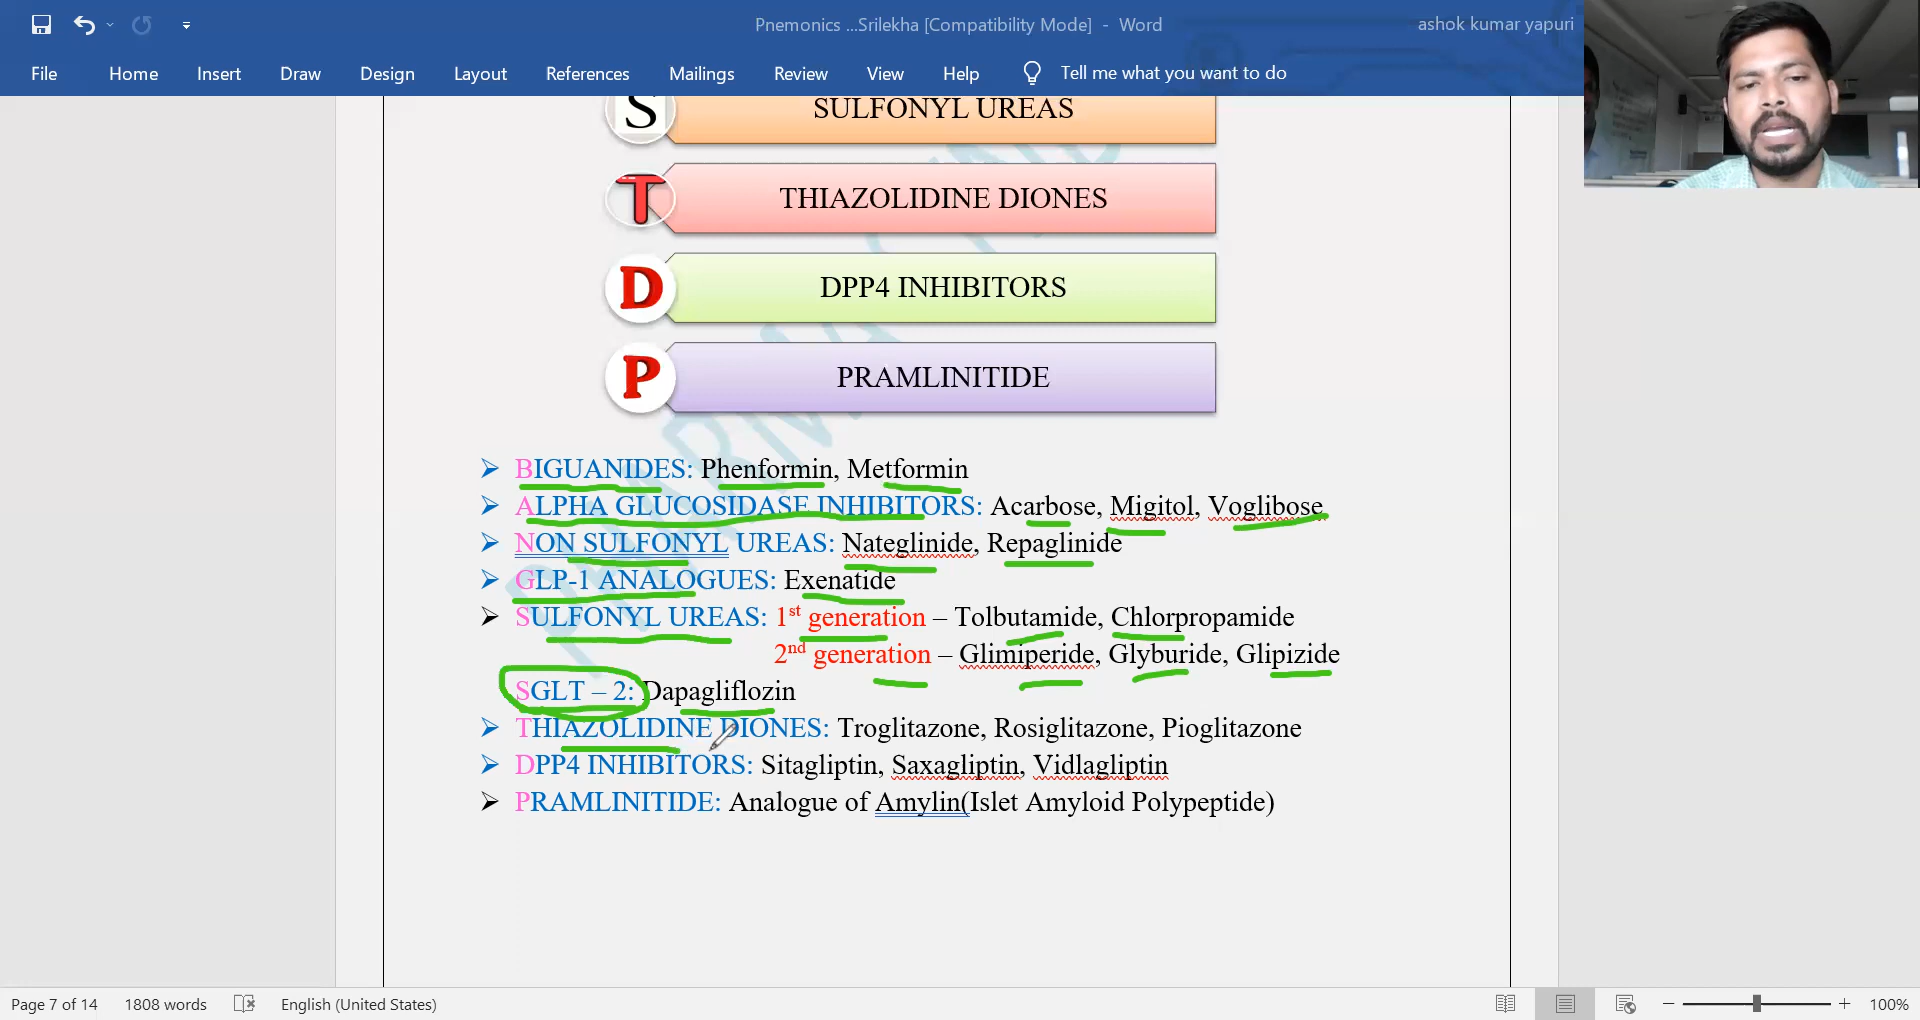 Pnemonics ...Srilekha [Compatibility Mode] - Word
ashok kumar yapuri
File Home Insert Draw Design Layout References Mailings Review View Help Tell me what you want to do
S SULFONYL UREAS
T THIAZOLIDINE DIONES
D DPP4 INHIBITORS
P PRAMLINITIDE
BIGUANIDES: Phenformin, Metformin
ALPHA GLUCOSIDASE INHIBITORS: Acarbose, Migitol, Voglibose
NON SULFONYL UREAS: Nateglinide, Repaglinide
GLP-1 ANALOGUES: Exenatide
SULFONYL UREAS: 1st generation – Tolbutamide, Chlorpropamide
2nd generation – Glimiperide, Glyburide, Glipizide
SGLT – 2: Dapagliflozin
THIAZOLIDINE DIONES: Troglitazone, Rosiglitazone, Pioglitazone
DPP4 INHIBITORS: Sitagliptin, Saxagliptin, Vidlagliptin
PRAMLINITIDE: Analogue of Amylin(Islet Amyloid Polypeptide)
Page 7 of 14 1808 words English (United States) 100%